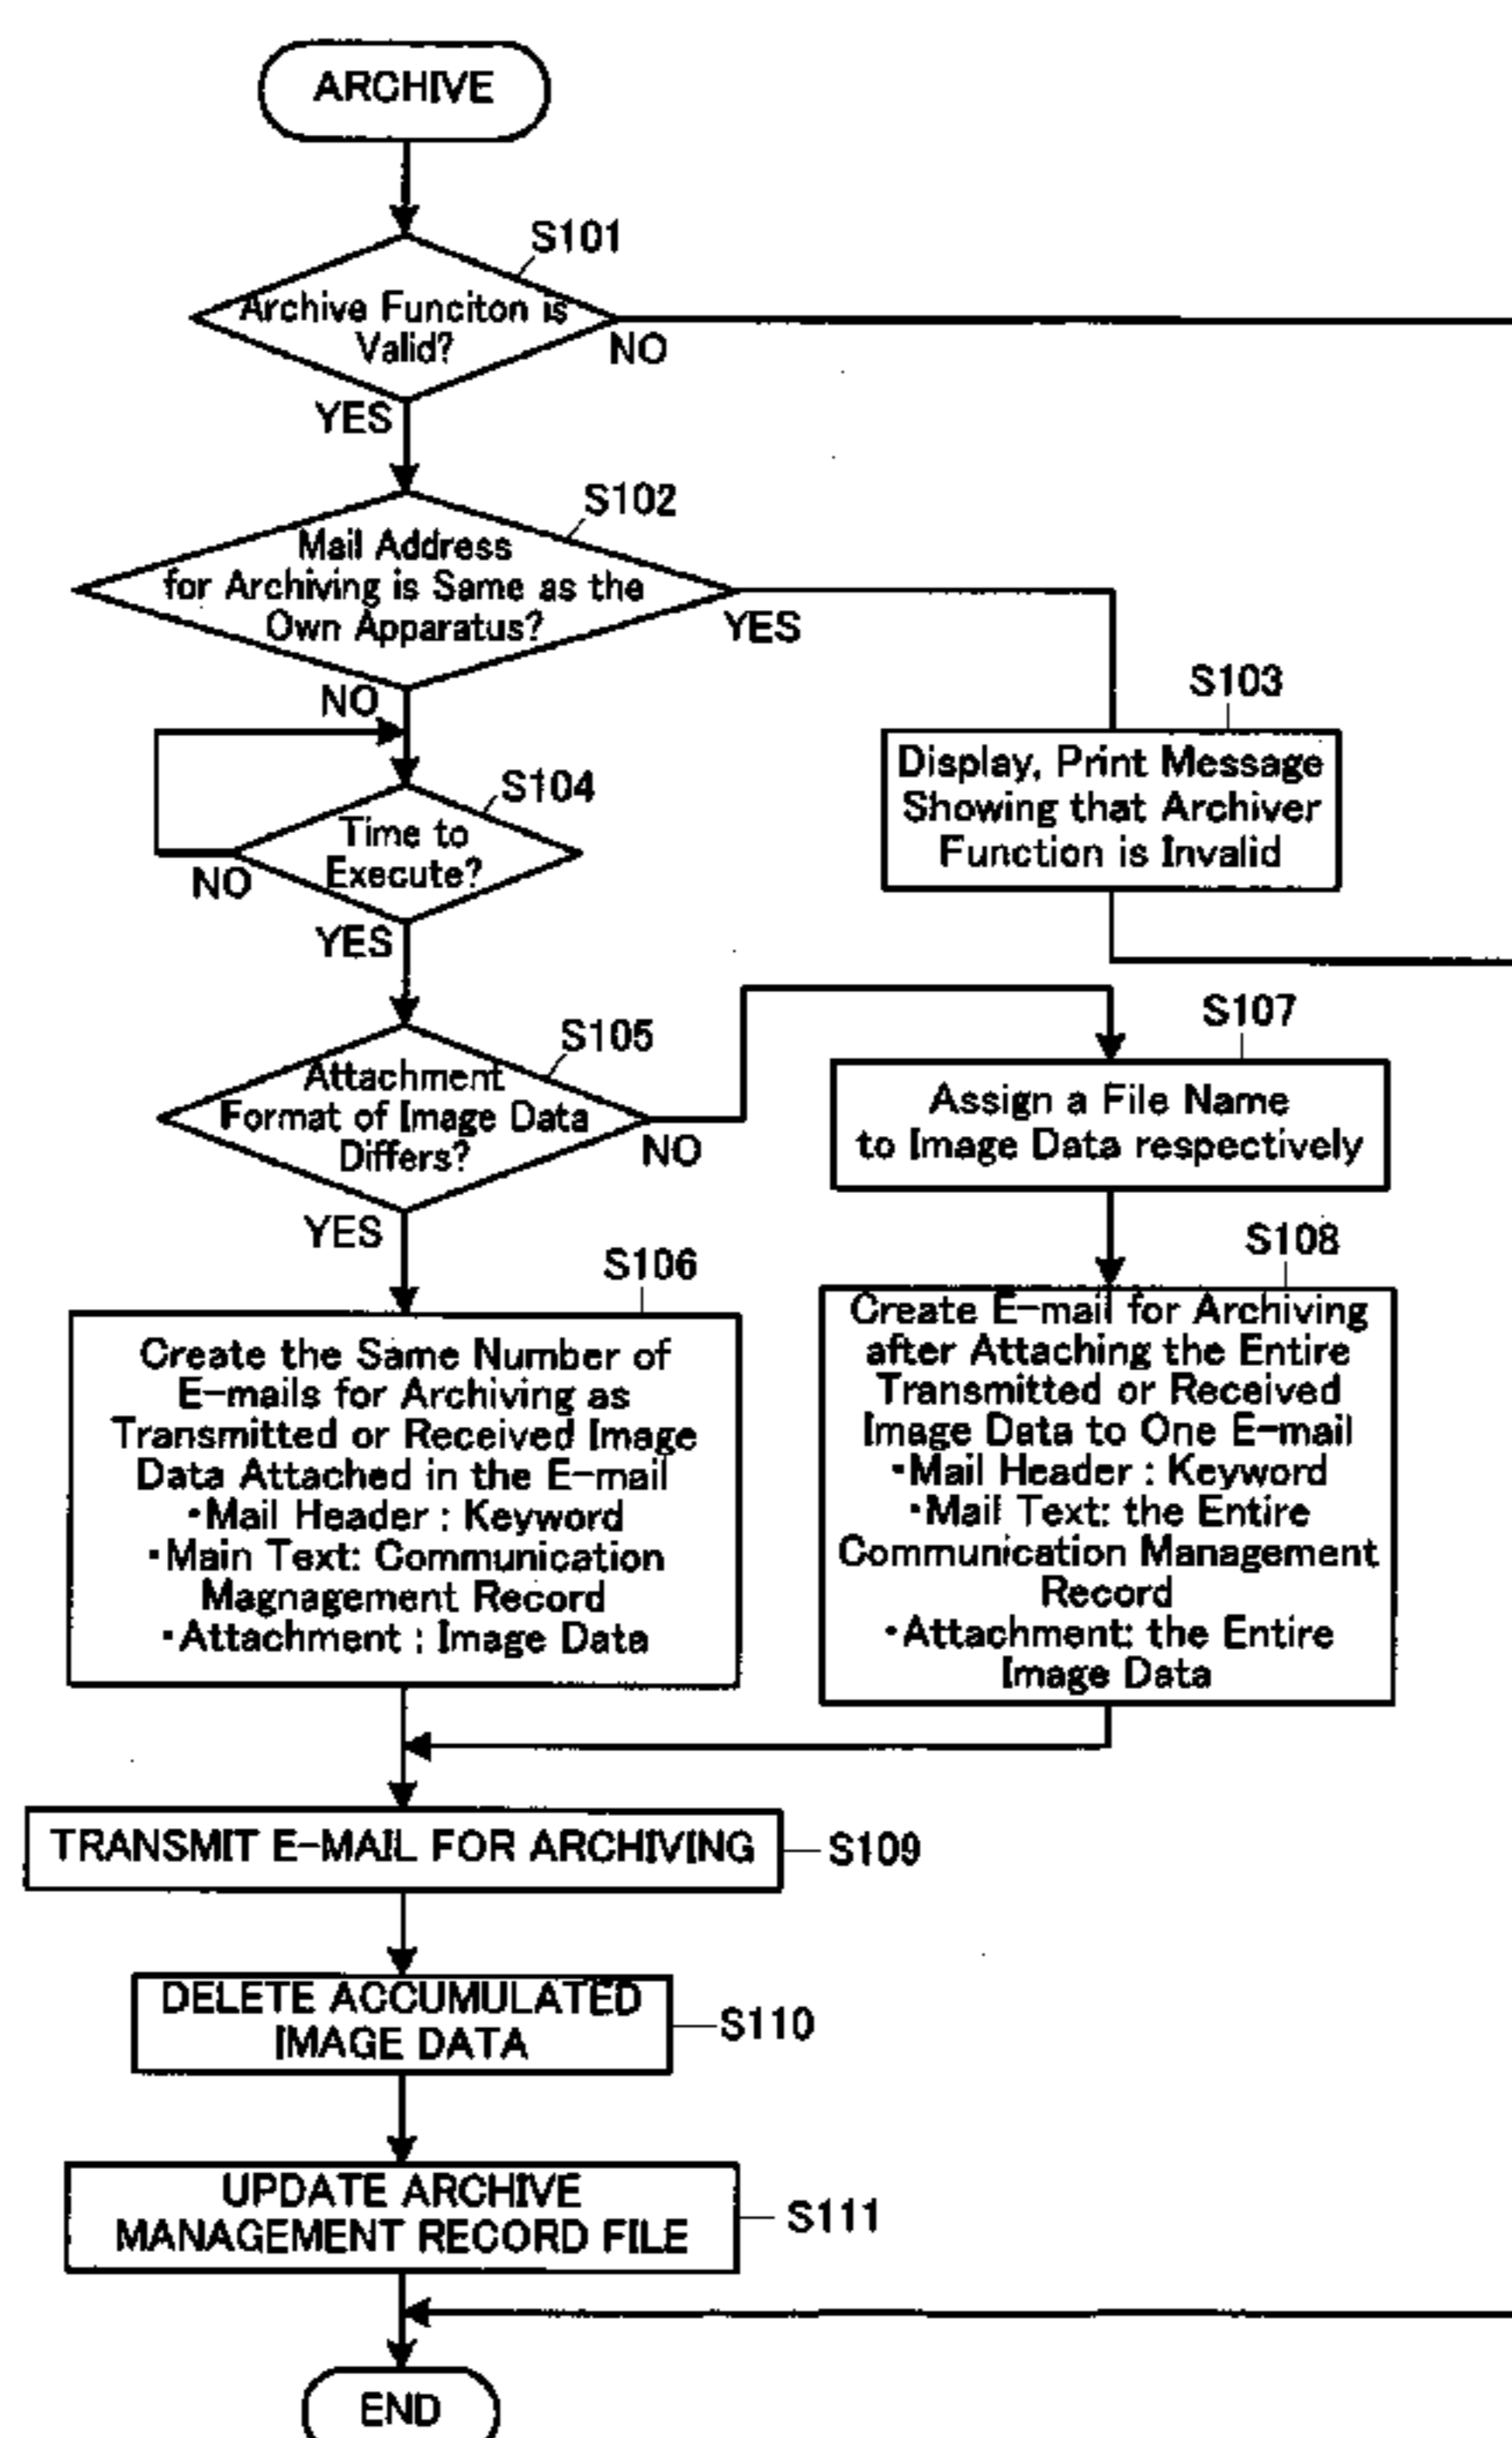 ARCHIVE
S101
Archive Funciton is
Valid?
NO
YES
S102
Mail Address
for Archiving is Same as the
Own Apparatus?
YES
NO
S103
Display, Print Message
Showing that Archiver
Function is Invalid
S104
Time to
Execute?
NO
YES
S105
Attachment
Format of Image Data
Differs?
NO
YES
S107
Assign a File Name
to Image Data respectively
S106
Create the Same Number of
E-mails for Archiving as
Transmitted or Received Image
Data Attached in the E-mail
・Mail Header : Keyword
・Main Text: Communication
Magnagement Record
・Attachment : Image Data
S108
Create E-mail for Archiving
after Attaching the Entire
Transmitted or Received
Image Data to One E-mail
・Mail Header : Keyword
・Mail Text: the Entire
Communication Management
Record
・Attachment: the Entire
Image Data
TRANSMIT E-MAIL FOR ARCHIVING
S109
DELETE ACCUMULATED
IMAGE DATA
S110
UPDATE ARCHIVE
MANAGEMENT RECORD FILE
S111
END